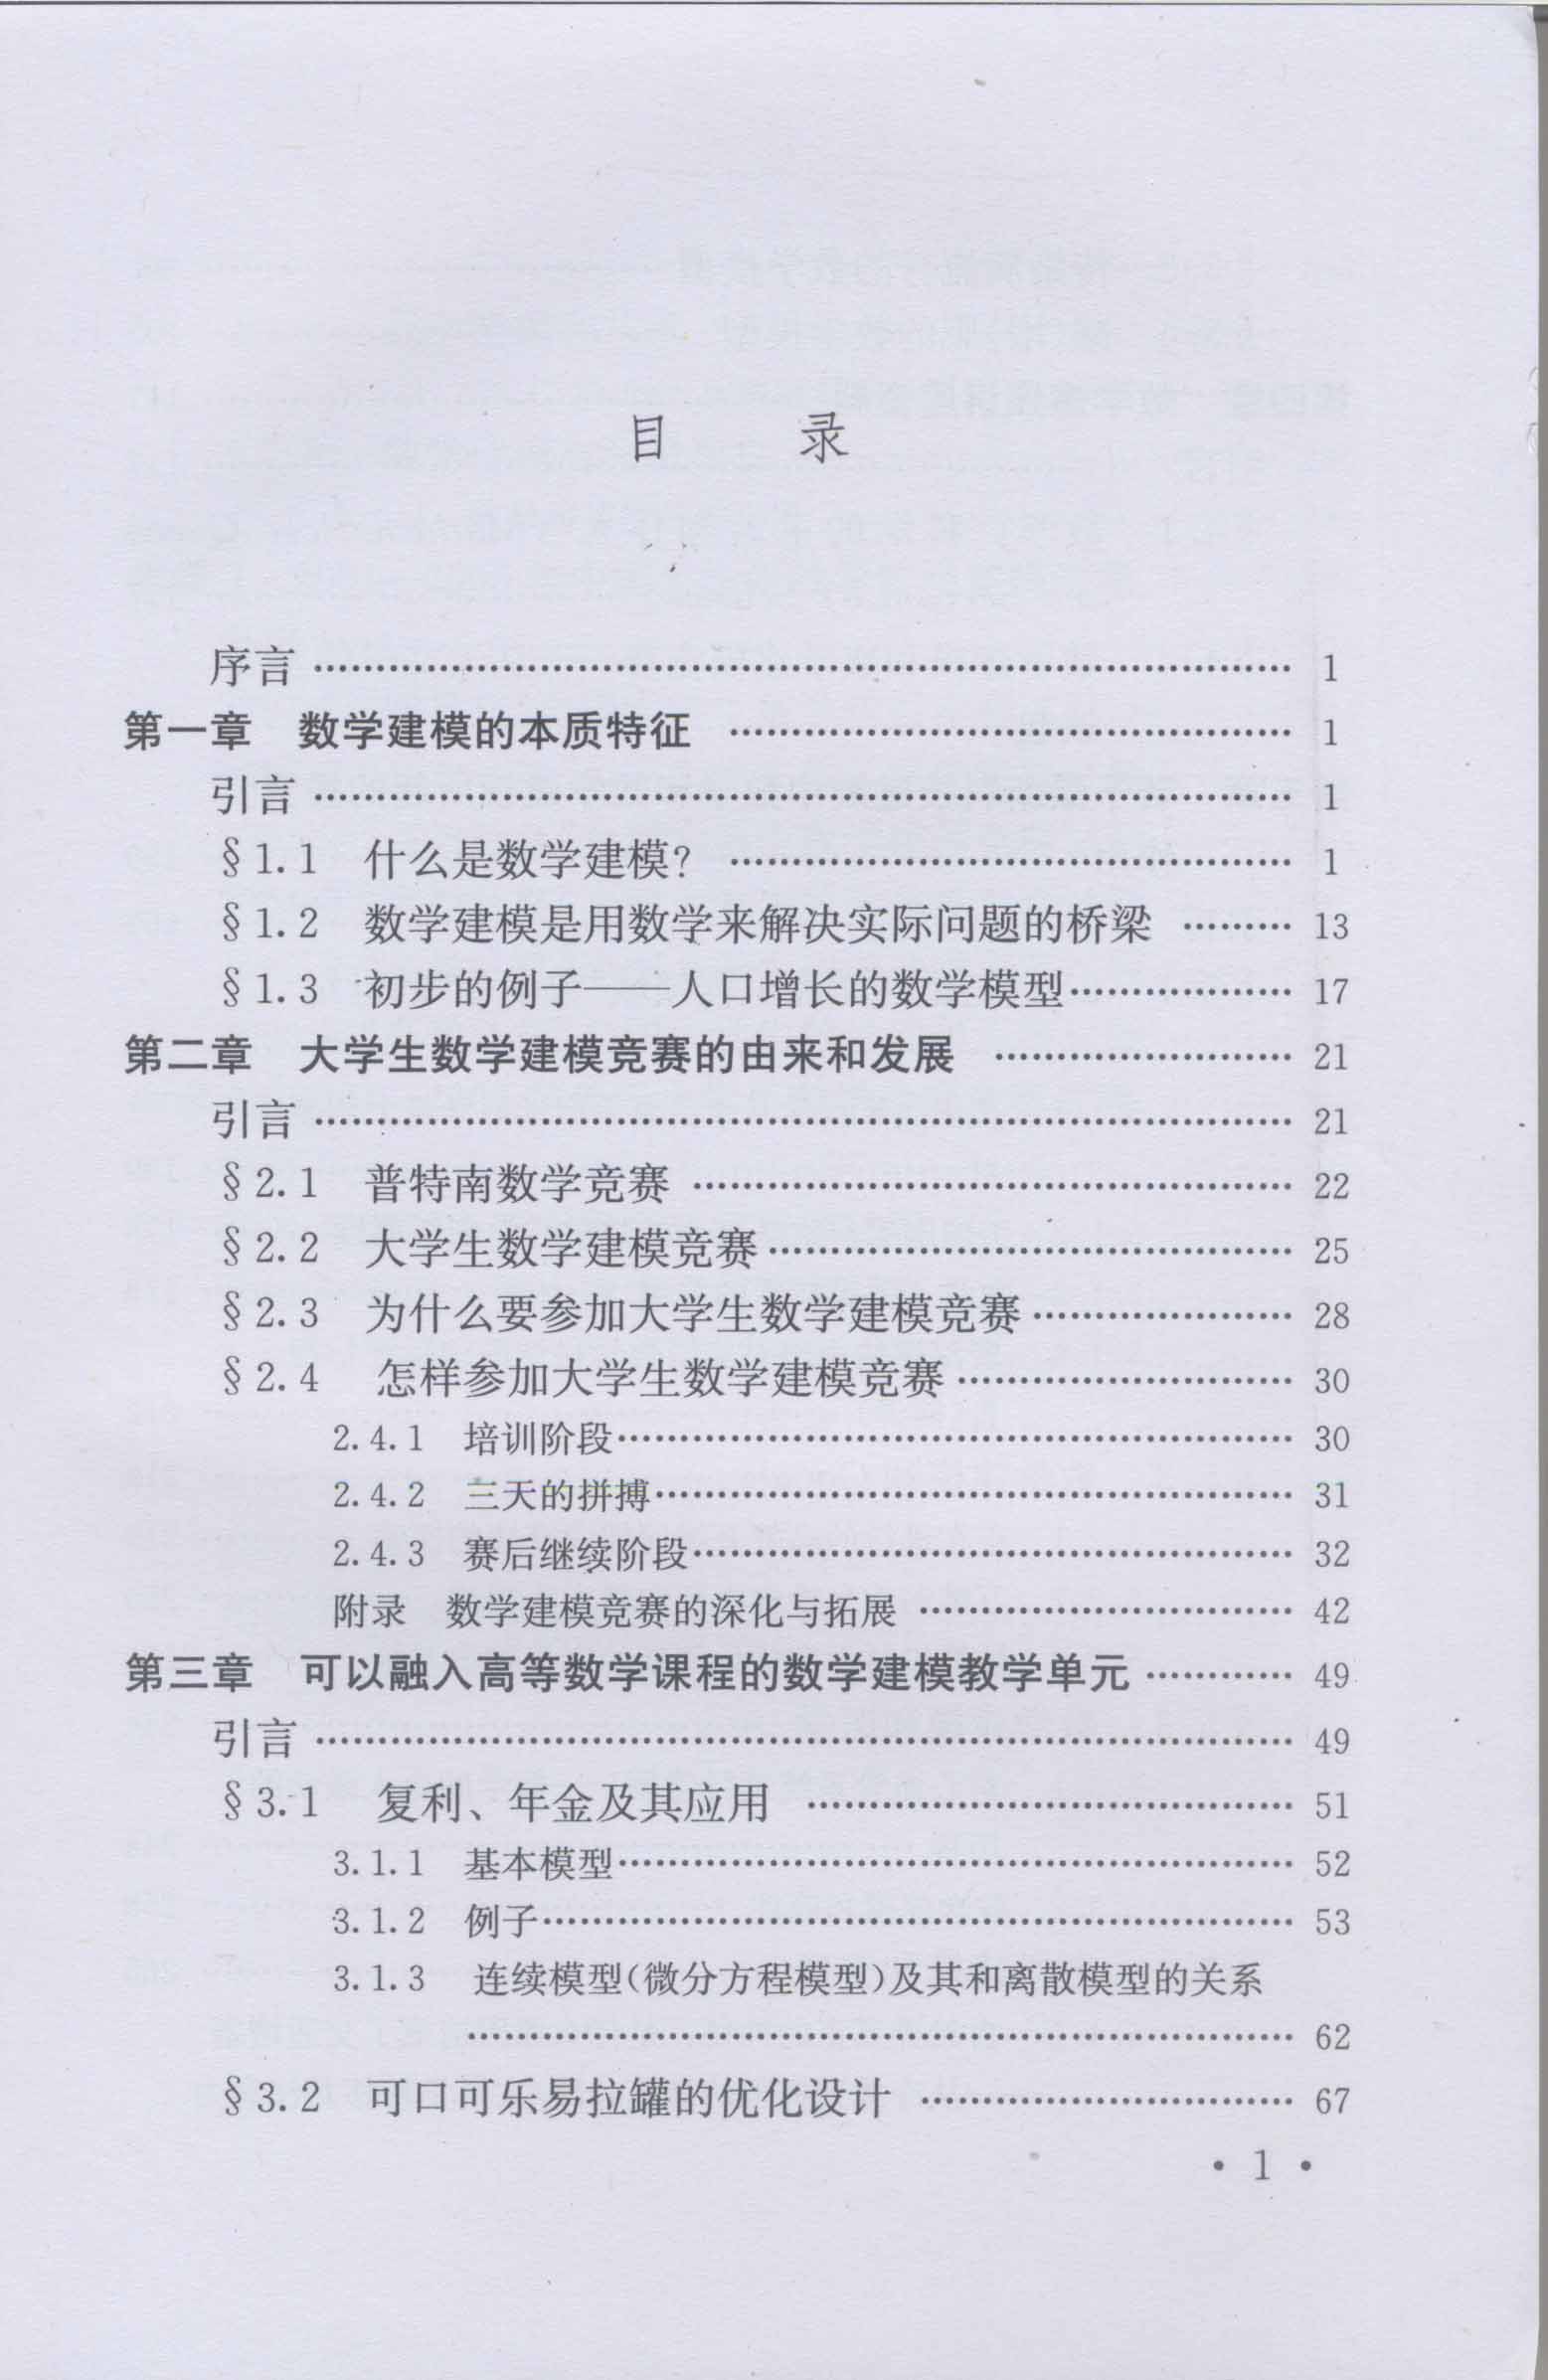 目 录
序言 …… 1
第一章 数学建模的本质特征 …… 1
引言 …… 1
§1.1 什么是数学建模? …… 1
§1.2 数学建模是用数学来解决实际问题的桥梁 …… 13
§1.3 初步的例子——人口增长的数学模型 …… 17
第二章 大学生数学建模竞赛的由来和发展 …… 21
引言 …… 21
§2.1 普特南数学竞赛 …… 22
§2.2 大学生数学建模竞赛 …… 25
§2.3 为什么要参加大学生数学建模竞赛 …… 28
§2.4 怎样参加大学生数学建模竞赛 …… 30
2.4.1 培训阶段 …… 30
2.4.2 三天的拼搏 …… 31
2.4.3 赛后继续阶段 …… 32
附录 数学建模竞赛的深化与拓展 …… 42
第三章 可以融入高等数学课程的数学建模教学单元 …… 49
引言 …… 49
§3.1 复利、年金及其应用 …… 51
3.1.1 基本模型 …… 52
3.1.2 例子 …… 53
3.1.3 连续模型(微分方程模型)及其和离散模型的关系
…… 62
§3.2 可口可乐易拉罐的优化设计 …… 67
• 1 •